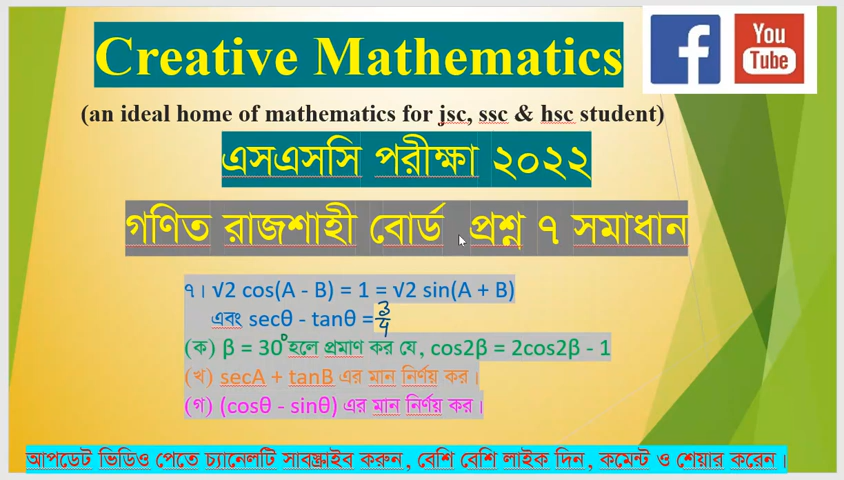 Creative Mathematics
f
You
Tube
(an ideal home of mathematics for jsc, ssc & hsc student)
এসএসসি পরীক্ষা ২০২২
গণিত রাজশাহী বোর্ড প্রশ্ন ৭ সমাধান
৭। √2 cos(A - B) = 1 = √2 sin(A + B)
এবং secθ - tanθ = 3/4
(ক) β = 30° হলে প্রমাণ কর যে, cos2β = 2cos2β - 1
(খ) secA + tanB এর মান নির্ণয় কর।
(গ) (cosθ - sinθ) এর মান নির্ণয় কর।
আপডেট ভিডিও পেতে চ্যানেলটি সাবস্ক্রাইব করুন, বেশি বেশি লাইক দিন, কমেন্ট ও শেয়ার করেন।